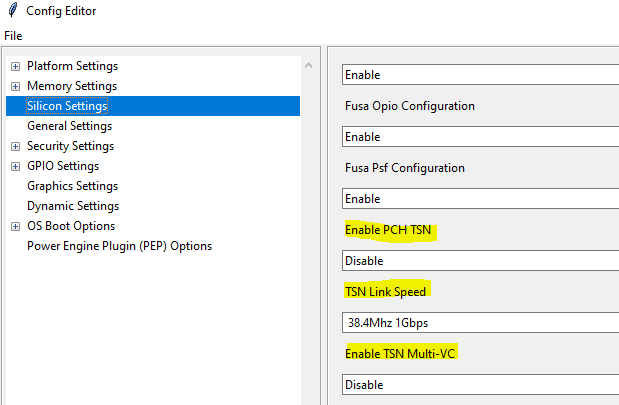 Config Editor
File
Platform Settings
Memory Settings
Silicon Settings
General Settings
Security Settings
GPIO Settings
Graphics Settings
Dynamic Settings
OS Boot Options
Power Engine Plugin (PEP) Options
Enable
Fusa Opio Configuration
Enable
Fusa Psf Configuration
Enable
Enable PCH TSN
Disable
TSN Link Speed
38.4Mhz 1Gbps
Enable TSN Multi-VC
Disable